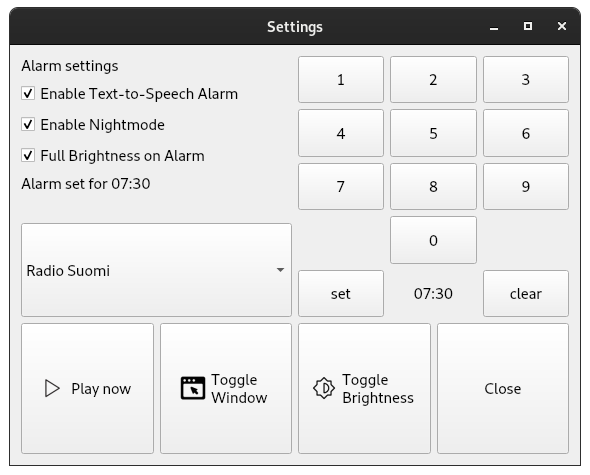 Settings
Alarm settings
Enable Text-to-Speech Alarm
Enable Nightmode
Full Brightness on Alarm
Alarm set for 07:30
Radio Suomi
1 2 3
4 5 6
7 8 9
0
set 07:30 clear
Play now
Toggle
Window
Toggle
Brightness
Close